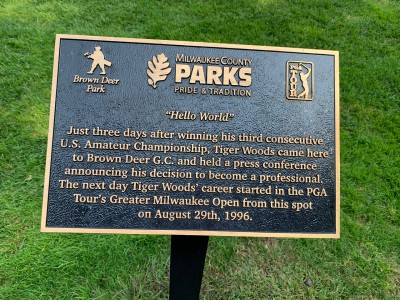 Brown Deer
Park
MILWAUKEE COUNTY
PARKS
PRIDE & TRADITION
PGA
TOUR
"Hello World"
Just three days after winning his third consecutive
U.S. Amateur Championship, Tiger Woods came here
to Brown Deer G.C. and held a press conference
announcing his decision to become a professional.
The next day Tiger Woods' career started in the PGA
Tour's Greater Milwaukee Open from this spot
on August 29th, 1996.